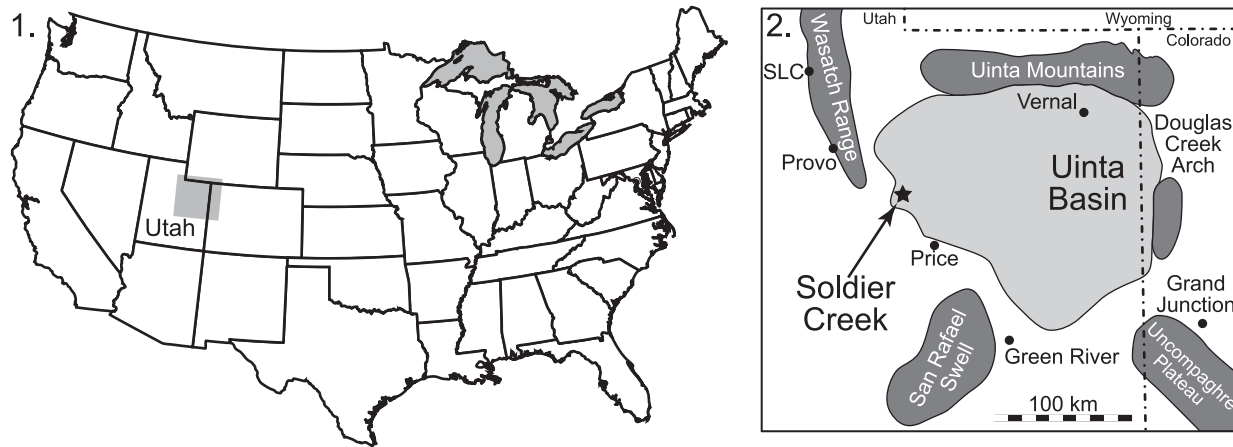 1.
Utah
2.
Utah
Wyoming
Colorado
Wasatch Range
SLC
Uinta Mountains
Vernal
Douglas
Creek
Arch
Provo
Uinta
Basin
Price
Soldier
Creek
Grand
Junction
San Rafael
Swell
Green River
Uncompaghre
Plateau
100 km